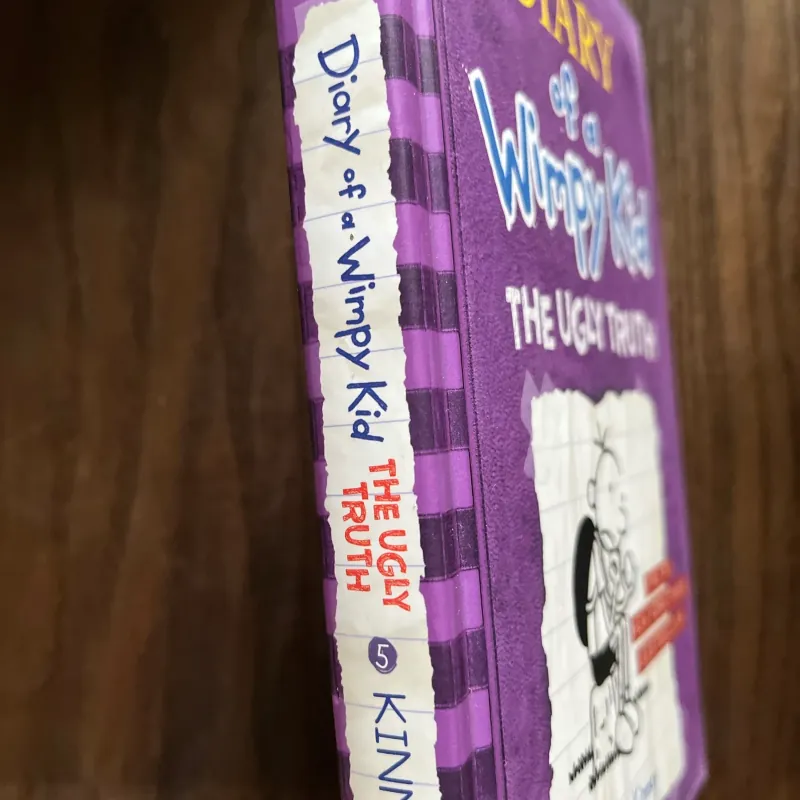 Diary of a Wimpy Kid
THE UGLY
TRUTH
5
KINN
DIARY
of a
Wimpy Kid
THE UGLY TRUTH